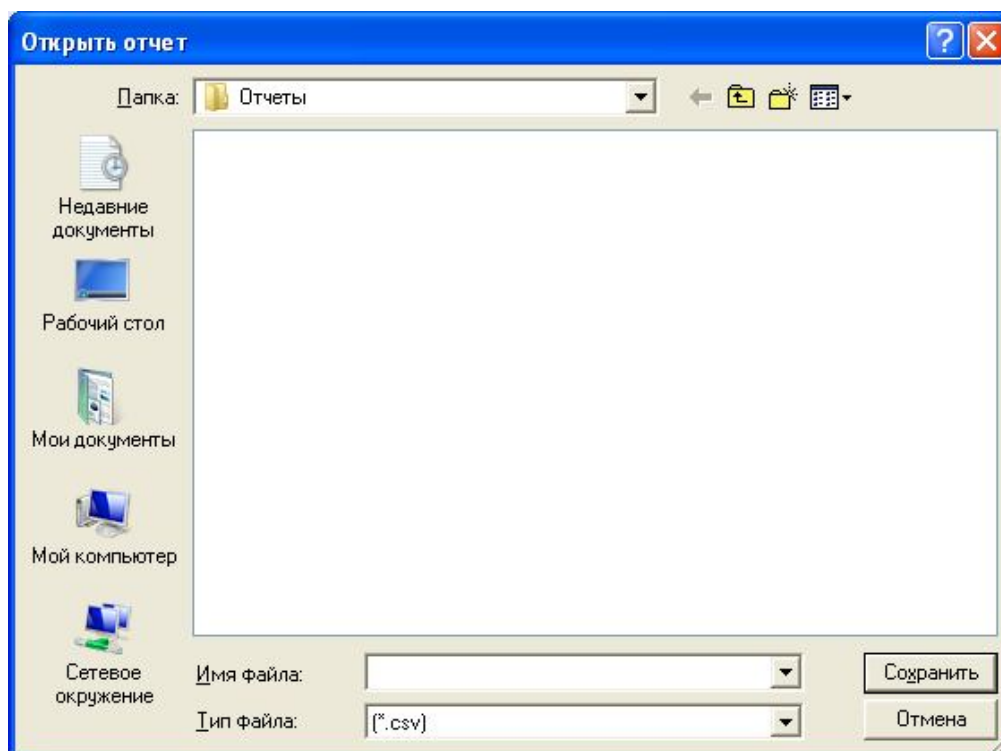 Открыть отчет
Папка:
Отчеты
Недавние
документы
Рабочий стол
Мои документы
Мой компьютер
Сетевое
окружение
Имя файла:
Сохранить
Тип файла:
(*.csv)
Отмена